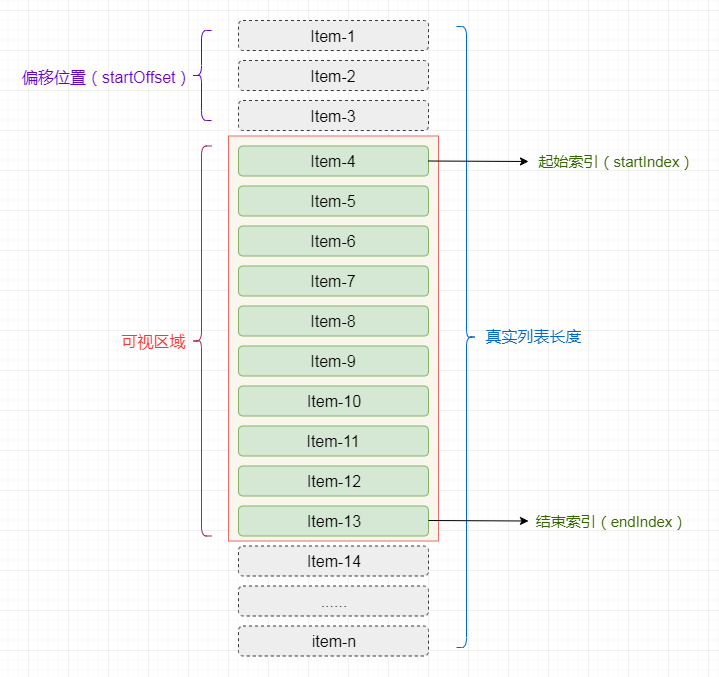 Item-1
偏移位置（startOffset）
Item-2
Item-3
Item-4
起始索引（startIndex）
Item-5
Item-6
Item-7
Item-8
可视区域
真实列表长度
Item-9
Item-10
Item-11
Item-12
Item-13
结束索引（endIndex）
Item-14
......
item-n